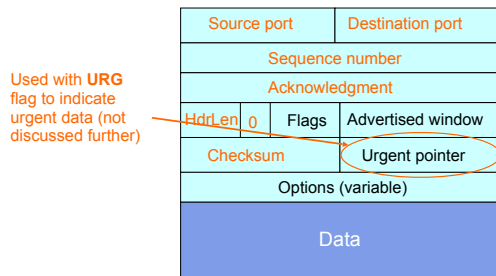 Source port Destination port
Sequence number
Acknowledgment
Used with URG
flag to indicate
urgent data (not
discussed further)
HdrLen 0 Flags Advertised window
Checksum Urgent pointer
Options (variable)
Data